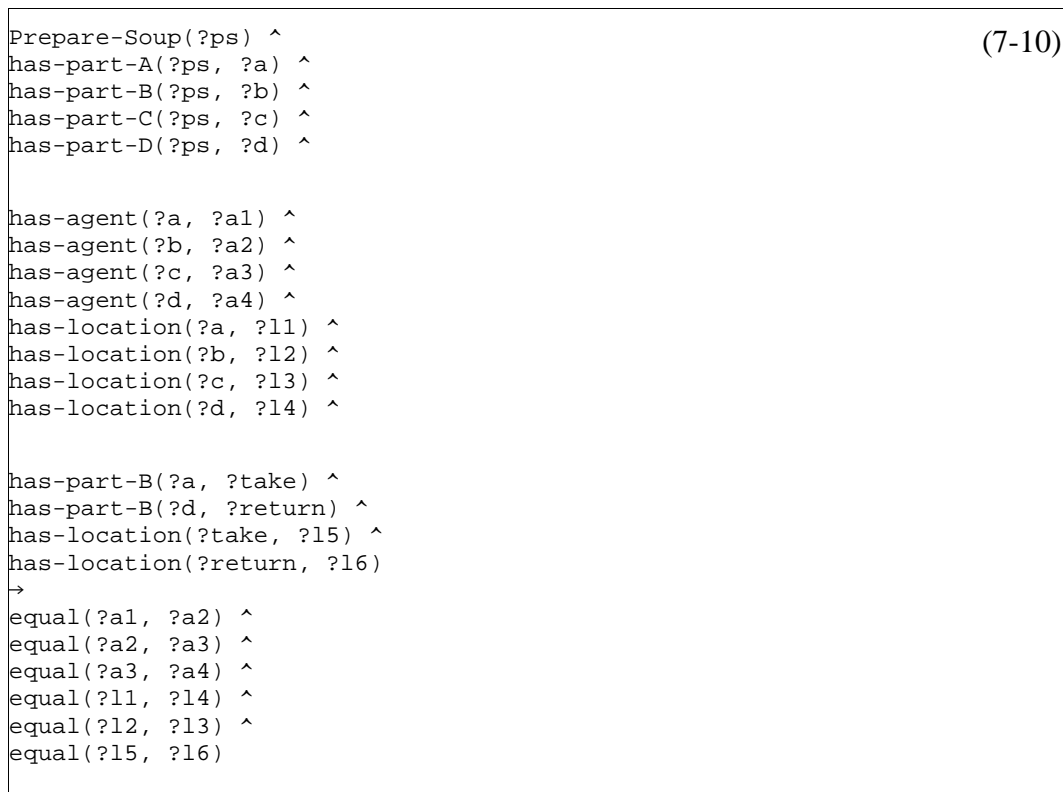 Prepare-Soup(?ps) ^
(7-10)
has-part-A(?ps, ?a) ^
has-part-B(?ps, ?b) ^
has-part-C(?ps, ?c) ^
has-part-D(?ps, ?d) ^
has-agent(?a, ?a1) ^
has-agent(?b, ?a2) ^
has-agent(?c, ?a3) ^
has-agent(?d, ?a4) ^
has-location(?a, ?l1) ^
has-location(?b, ?l2) ^
has-location(?c, ?l3) ^
has-location(?d, ?l4) ^
has-part-B(?a, ?take) ^
has-part-B(?d, ?return) ^
has-location(?take, ?l5) ^
has-location(?return, ?l6)
→
equal(?a1, ?a2) ^
equal(?a2, ?a3) ^
equal(?a3, ?a4) ^
equal(?l1, ?l4) ^
equal(?l2, ?l3) ^
equal(?l5, ?l6)